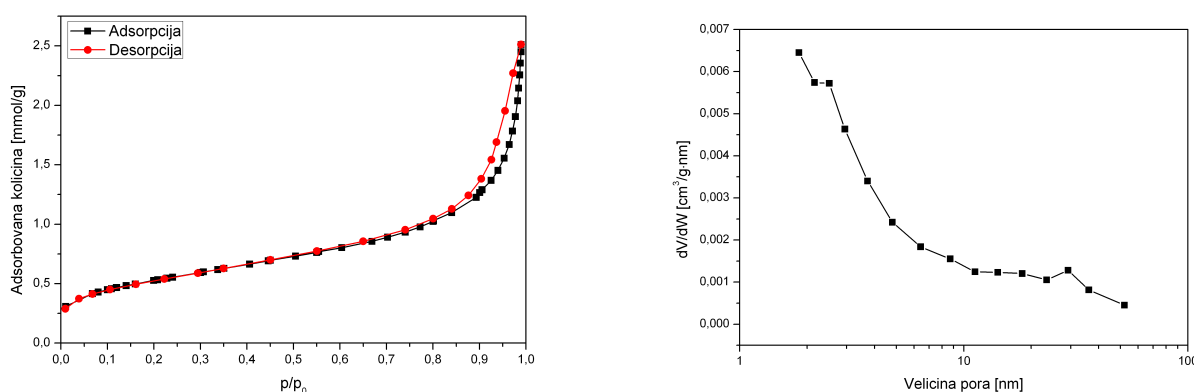 Adsorpcija
Desorpcija
Adsorbovana kolicina [mmol/g]
2,5
2,0
1,5
1,0
0,5
0,0
0,0 0,1 0,2 0,3 0,4 0,5 0,6 0,7 0,8 0,9 1,0
p/p₀
dV/dW [cm³/g·nm]
0,007
0,006
0,005
0,004
0,003
0,002
0,001
0,000
1 10 100
Velicina pora [nm]